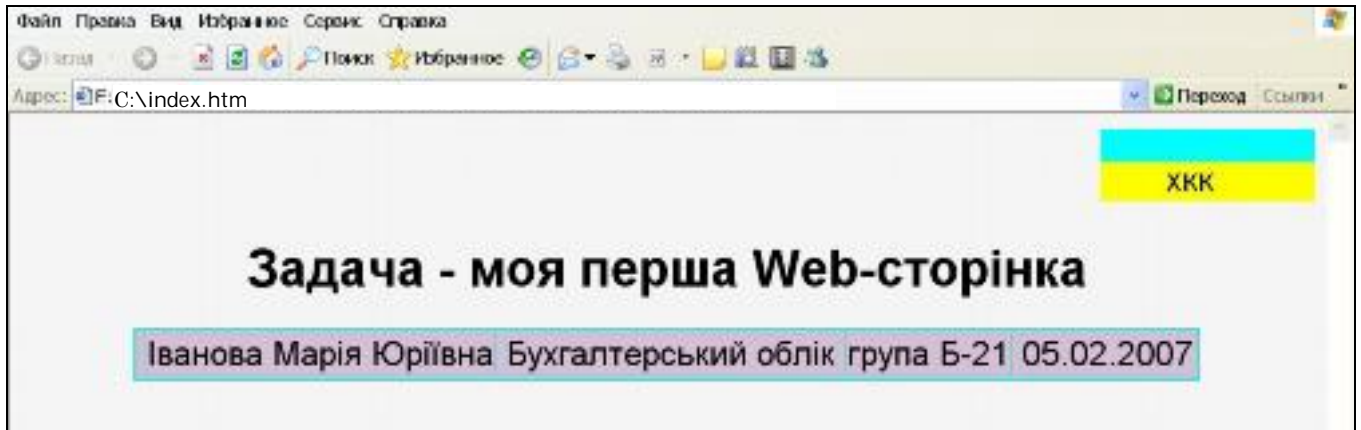 Файл Правка Вид Избранное Сервис Справка
Назад Поиск Избранное
Адрес: F: C:\index.htm Переход Ссылки
ХКК
Задача - моя перша Web-сторінка
Іванова Марія Юріївна Бухгалтерський облік група Б-21 05.02.2007